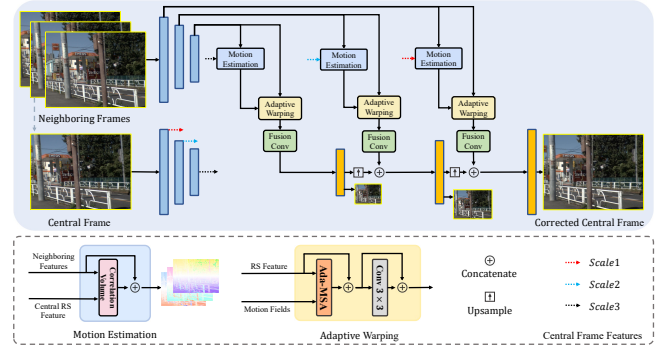 Motion
Estimation
Motion
Estimation
Motion
Estimation
Adaptive
Warping
Adaptive
Warping
Adaptive
Warping
Neighboring Frames
Fusion
Conv
Fusion
Conv
Fusion
Conv
Central Frame
Corrected Central Frame
Neighboring
Features
Correlation
Volume
Central RS
Feature
Motion Estimation
RS Feature
Ada-MSA
Conv 3 × 3
Motion Fields
Adaptive Warping
Concatenate
Upsample
Scale1
Scale2
Scale3
Central Frame Features